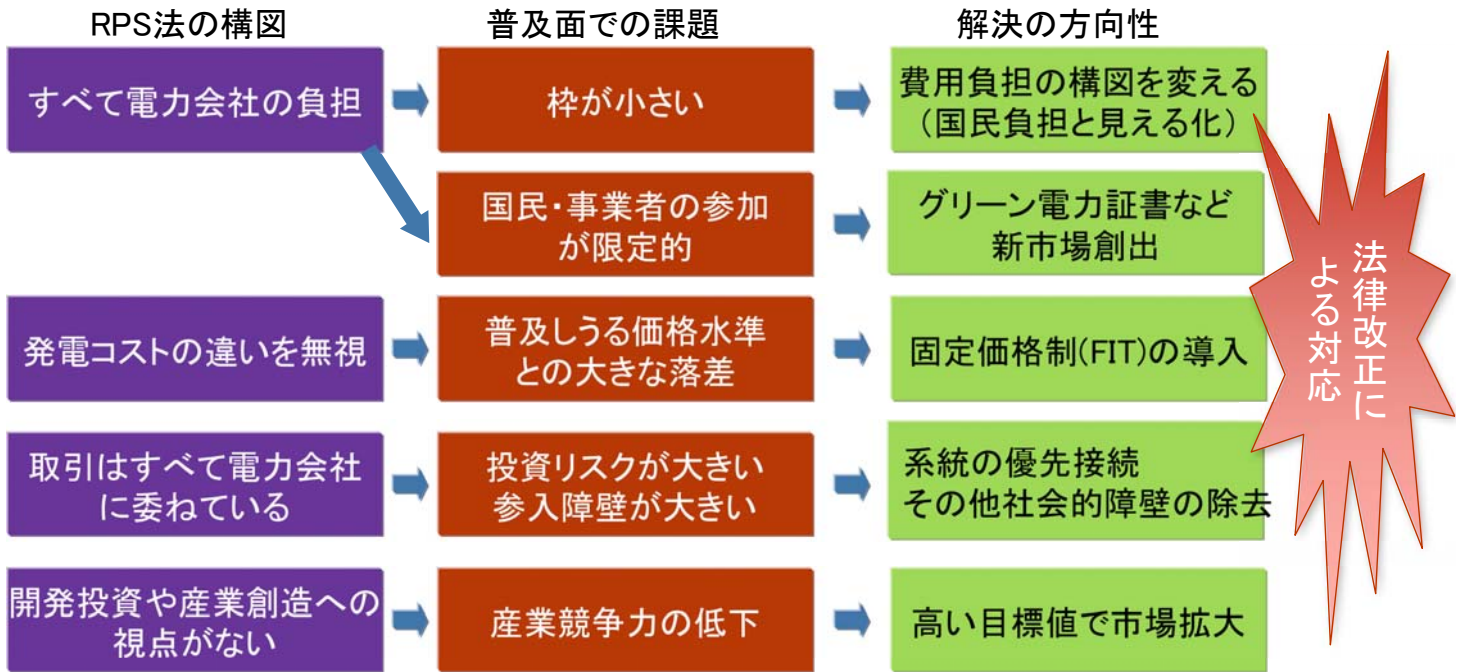 RPS法の構図
普及面での課題
解決の方向性
すべて電力会社の負担
枠が小さい
費用負担の構図を変える
（国民負担と見える化）
国民・事業者の参加
が限定的
グリーン電力証書など
新市場創出
発電コストの違いを無視
普及しうる価格水準
との大きな落差
固定価格制(FIT)の導入
取引はすべて電力会社
に委ねている
投資リスクが大きい
参入障壁が大きい
系統の優先接続
その他社会的障壁の除去
開発投資や産業創造への
視点がない
産業競争力の低下
高い目標値で市場拡大
法律改正に
よる対応